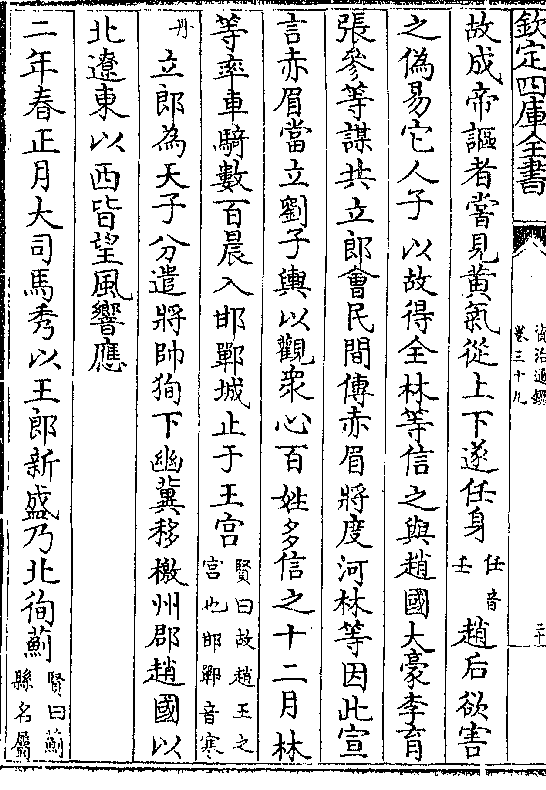 欽定四庫全書
資治通鑑
卷三十九
二十
故成帝謳者嘗見黃氣從上下遂任身任音壬趙后欲害
之偽易它人子以故得全林等信之與趙國大豪李育
張參等謀共立郎會民間傳赤眉將度河林等因此宣
言赤眉當立劉子輿以觀衆心百姓多信之十二月林
等率車騎數百晨入邯鄲城止于王宮賢曰故趙王之宮也邯鄲音寒
丹立郎為天子分遣將帥徇下幽冀移檄州郡趙國以
北遼東以西皆望風響應
二年春正月大司馬秀以王郎新盛乃北徇薊賢曰薊縣名屬